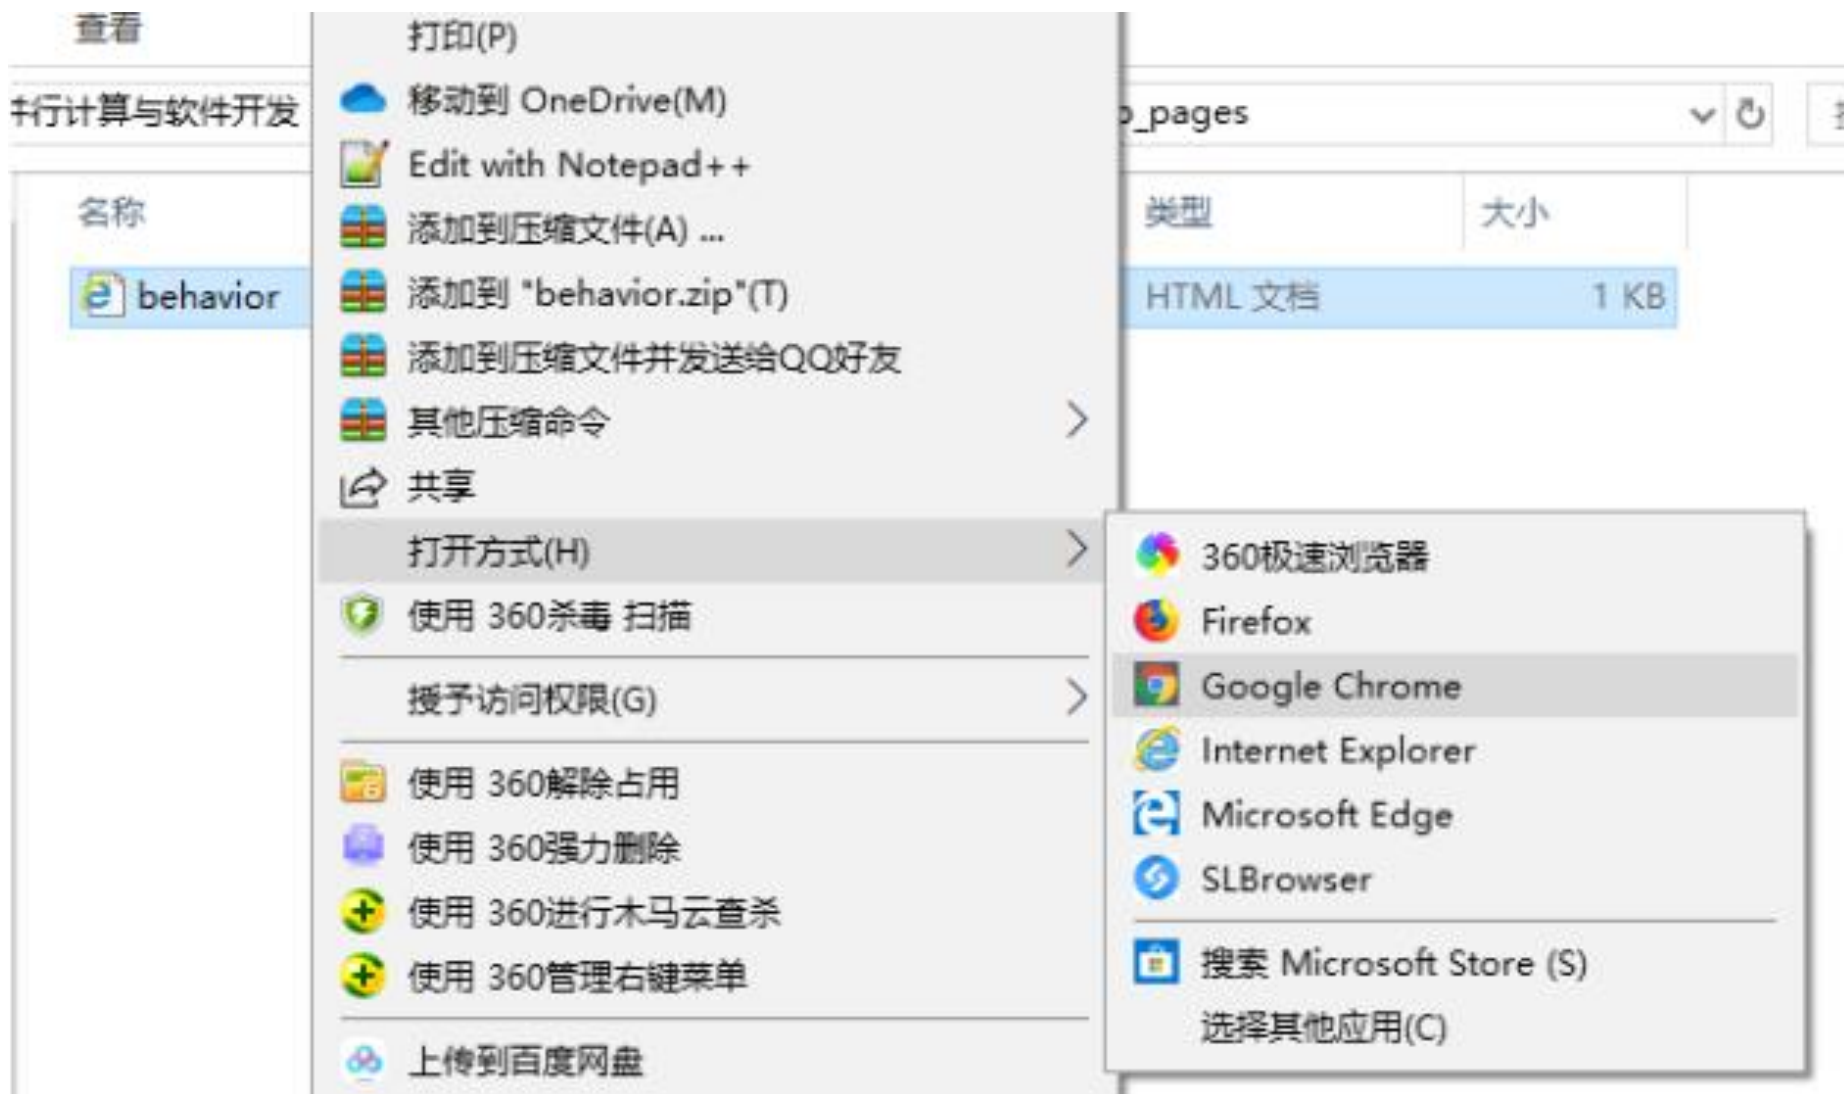 查看
打印(P)
移动到 OneDrive(M)
行计算与软件开发
_pages
Edit with Notepad++
名称
类型
大小
添加到压缩文件(A) ...
behavior
添加到 "behavior.zip"(T)
HTML 文档
1 KB
添加到压缩文件并发送给QQ好友
其他压缩命令
共享
打开方式(H)
360极速浏览器
使用 360杀毒 扫描
Firefox
授予访问权限(G)
Google Chrome
Internet Explorer
使用 360解除占用
Microsoft Edge
使用 360强力删除
SLBrowser
使用 360进行木马云查杀
搜索 Microsoft Store (S)
使用 360管理右键菜单
选择其他应用(C)
上传到百度网盘